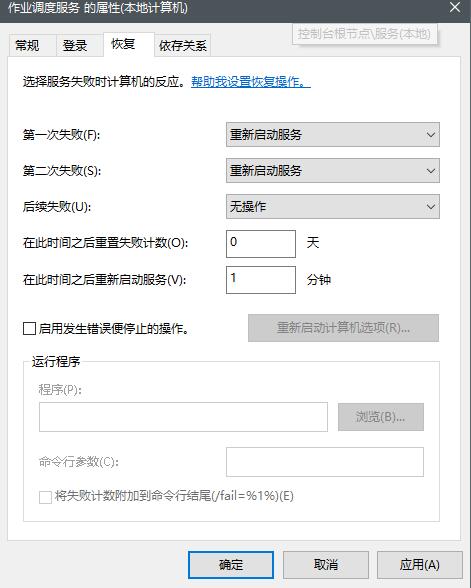 作业调度服务 的属性(本地计算机)
控制台根节点\服务(本地)
常规 登录 恢复 依存关系
选择服务失败时计算机的反应。帮助我设置恢复操作。
第一次失败(F): 重新启动服务
第二次失败(S): 重新启动服务
后续失败(U): 无操作
在此时间之后重置失败计数(O): 0 天
在此时间之后重新启动服务(V): 1 分钟
启用发生错误便停止的操作。 重新启动计算机选项(R)...
运行程序
程序(P):
浏览(B)...
命令行参数(C):
将失败计数附加到命令行结尾(/fail=%1%)(E)
确定 取消 应用(A)